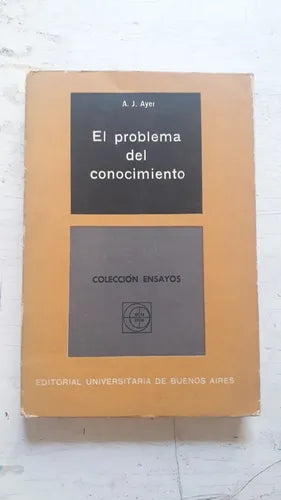 A. J. Ayer
El problema
del
conocimiento
COLECCIÓN ENSAYOS
EDITORIAL UNIVERSITARIA DE BUENOS AIRES